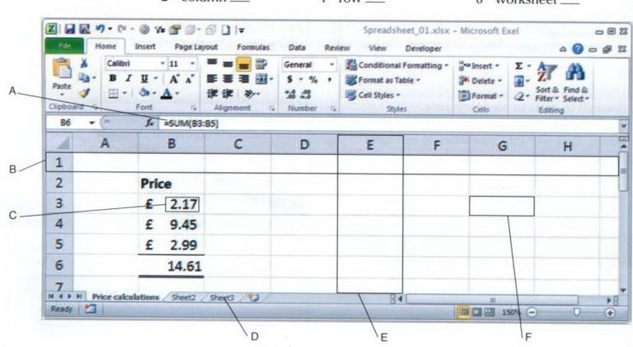 2 column ___ 4 row ___ 6 worksheet ___
Spreadsheet_01.xlsx - Microsoft Exel
File Home Insert Page Layout Formulas Data Review View Developer
Paste
Calibri 11
B I U A A
General
$ % ,
Conditional Formatting
Format as Table
Cell Styles
Insert
Delete
Format
Σ
Sort & Filter
Find & Select
Clipboard Font Alignment Number Styles Cells Editing
A
B6 fx =SUM(B3:B5)
A B C D E F G H
B
1
2 Price
C
3 £ 2.17
4 £ 9.45
5 £ 2.99
6 14.61
7
Price calculations Sheet2 Sheet3
Ready 150%
D E F